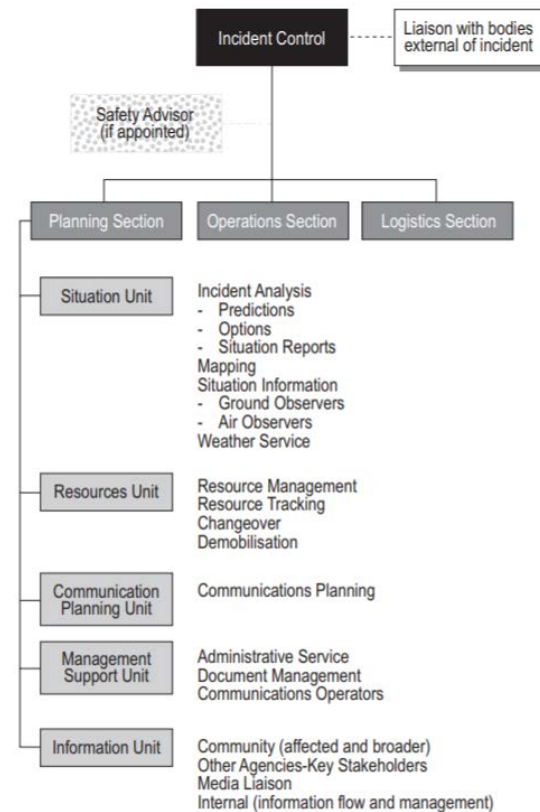 Incident Control
Liaison with bodies
external of incident
Safety Advisor
(if appointed)
Planning Section
Operations Section
Logistics Section
Situation Unit
Incident Analysis
- Predictions
- Options
- Situation Reports
Mapping
Situation Information
- Ground Observers
- Air Observers
Weather Service
Resources Unit
Resource Management
Resource Tracking
Changeover
Demobilisation
Communication
Planning Unit
Communications Planning
Management
Support Unit
Administrative Service
Document Management
Communications Operators
Information Unit
Community (affected and broader)
Other Agencies-Key Stakeholders
Media Liaison
Internal (information flow and management)